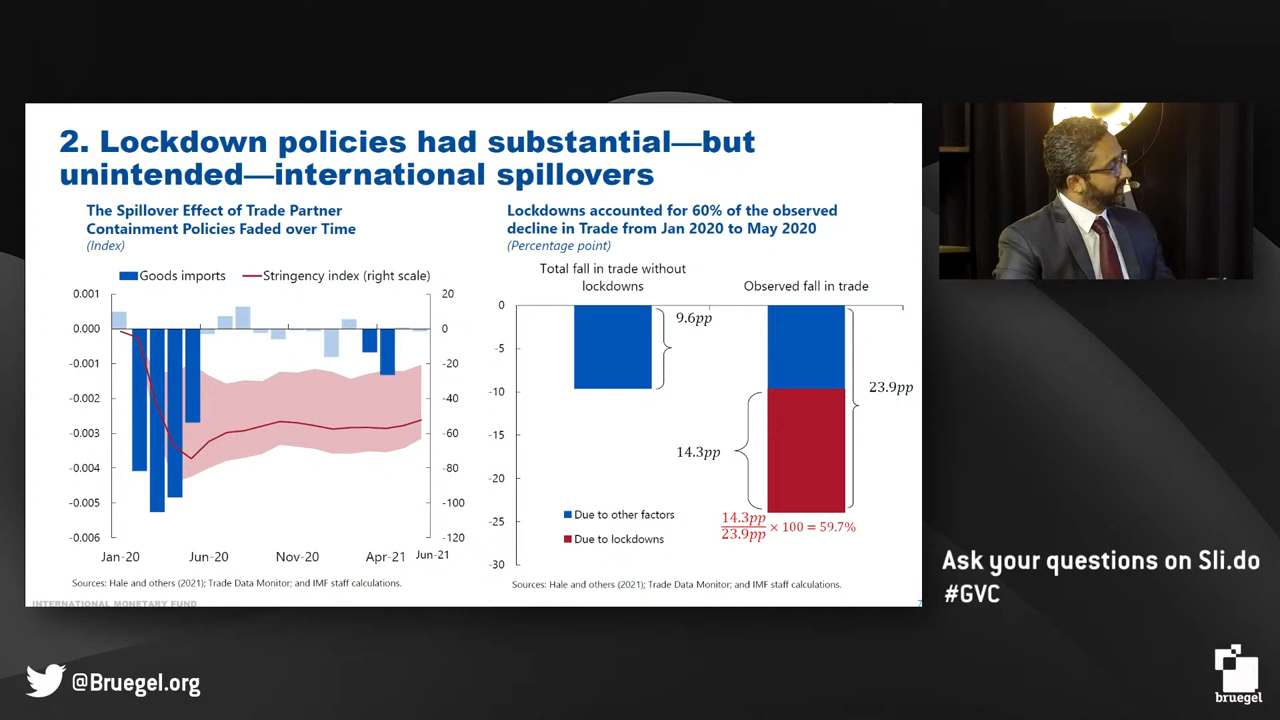 2. Lockdown policies had substantial—but
unintended—international spillovers
The Spillover Effect of Trade Partner
Containment Policies Faded over Time
(Index)
Goods imports
Stringency index (right scale)
0.001
0.000
-0.001
-0.002
-0.003
-0.004
-0.005
-0.006
20
0
-20
-40
-60
-80
-100
-120
Jan-20
Jun-20
Nov-20
Apr-21
Jun-21
Sources: Hale and others (2021); Trade Data Monitor; and IMF staff calculations.
Lockdowns accounted for 60% of the observed
decline in Trade from Jan 2020 to May 2020
(Percentage point)
Total fall in trade without
lockdowns
Observed fall in trade
0
-5
-10
-15
-20
-25
-30
9.6pp
23.9pp
14.3pp
Due to other factors
Due to lockdowns
14.3pp
23.9pp
× 100 = 59.7%
Sources: Hale and others (2021); Trade Data Monitor; and IMF staff calculations.
INTERNATIONAL MONETARY FUND
7
Ask your questions on Sli.do
#GVC
@Bruegel.org
bruegel